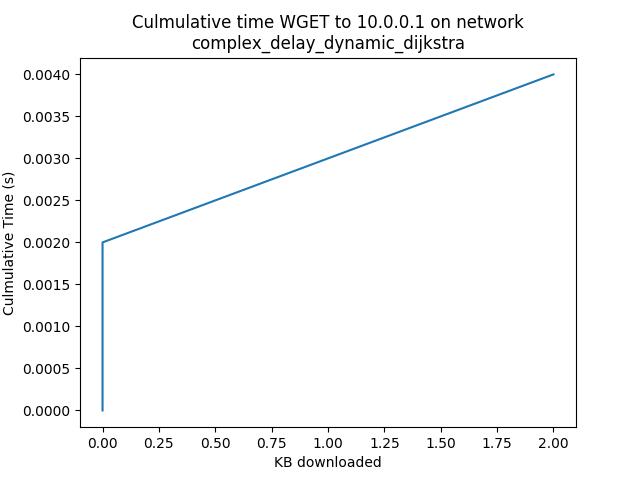 Culmulative time WGET to 10.0.0.1 on network
complex_delay_dynamic_dijkstra
Culmulative Time (s)
0.0040
0.0035
0.0030
0.0025
0.0020
0.0015
0.0010
0.0005
0.0000
0.00 0.25 0.50 0.75 1.00 1.25 1.50 1.75 2.00
KB downloaded